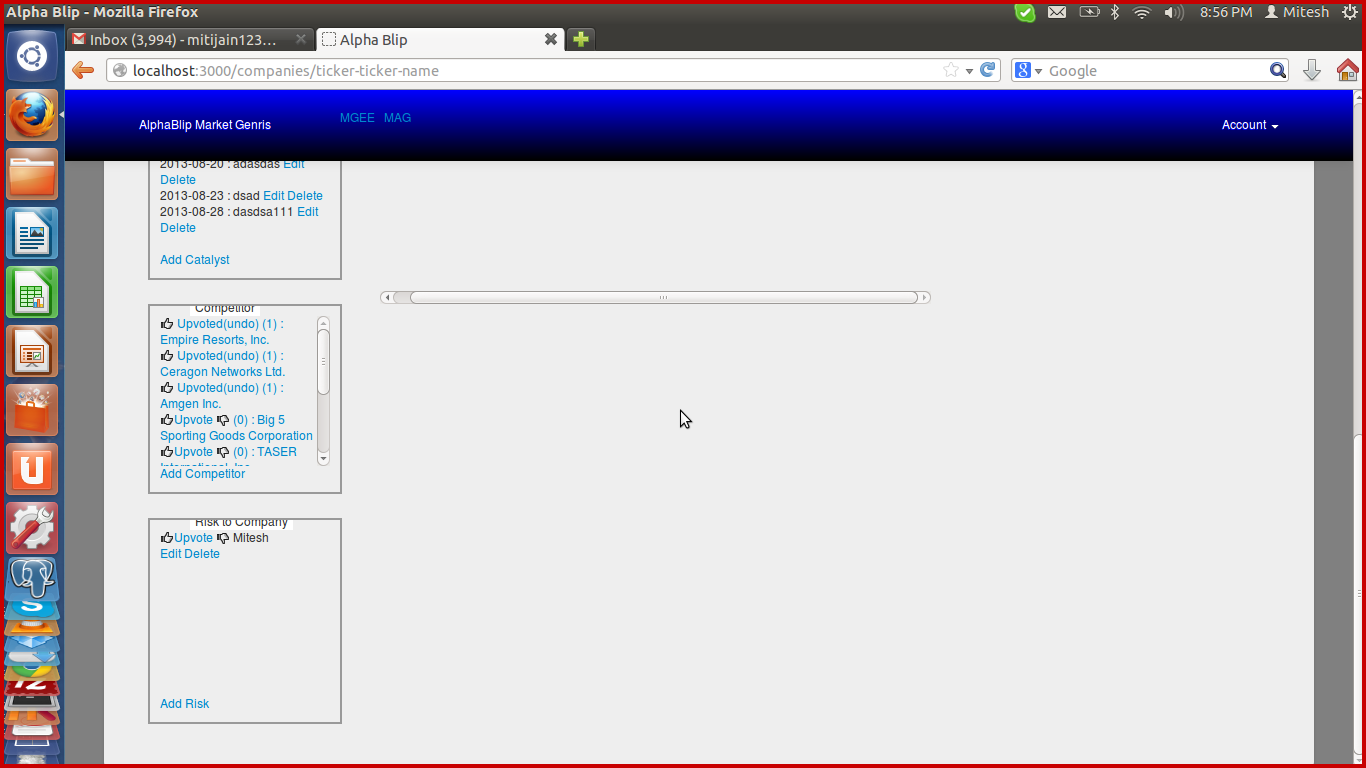 Alpha Blip - Mozilla Firefox
8:56 PM Mitesh
Inbox (3,994) - mitijain123...
Alpha Blip
localhost:3000/companies/ticker-ticker-name
Google
AlphaBlip Market Genris
MGEE MAG
Account
2013-08-20 : adasdas Edit
Delete
2013-08-23 : dsad Edit Delete
2013-08-28 : dasdsa111 Edit
Delete
Add Catalyst
Competitor
Upvoted(undo) (1) :
Empire Resorts, Inc.
Upvoted(undo) (1) :
Ceragon Networks Ltd.
Upvoted(undo) (1) :
Amgen Inc.
Upvote (0) : Big 5
Sporting Goods Corporation
Upvote (0) : TASER
International, Inc.
Add Competitor
Risk to Company
Upvote Mitesh
Edit Delete
Add Risk